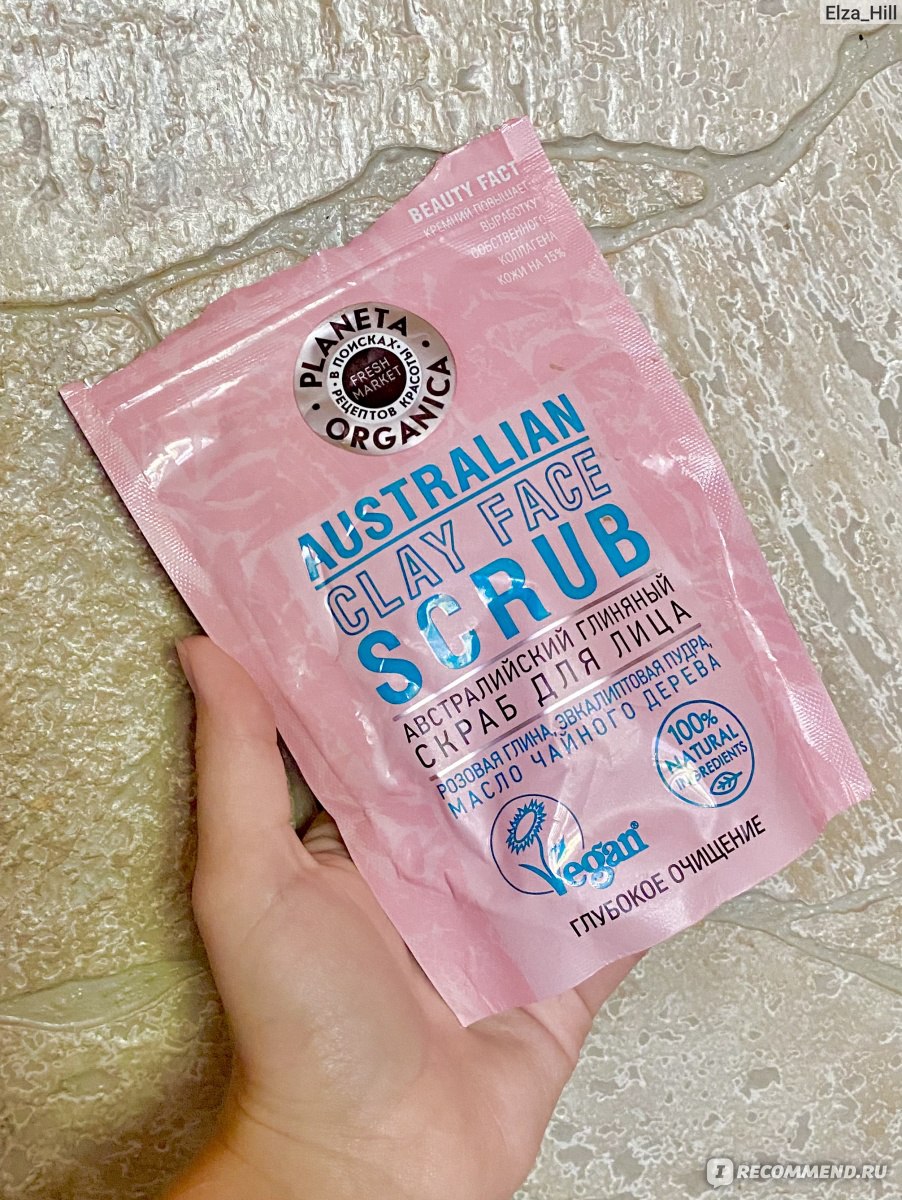 Elza_Hill
BEAUTY FACT
КРЕМНИЙ ПОВЫШАЕТ
ВЫРАБОТКУ
СОБСТВЕННОГО
КОЛЛАГЕНА
КОЖИ НА 15%
PLANETA
ORGANICA
В ПОИСКАХ
РЕЦЕПТОВ КРАСОТЫ
FRESH
MARKET
AUSTRALIAN
CLAY FACE
SCRUB
АВСТРАЛИЙСКИЙ ГЛИНЯНЫЙ
СКРАБ ДЛЯ ЛИЦА
РОЗОВАЯ ГЛИНА, ЭВКАЛИПТОВАЯ ПУДРА,
МАСЛО ЧАЙНОГО ДЕРЕВА
100%
NATURAL
INGREDIENTS
Vegan®
ГЛУБОКОЕ ОЧИЩЕНИЕ
IRECOMMEND.RU